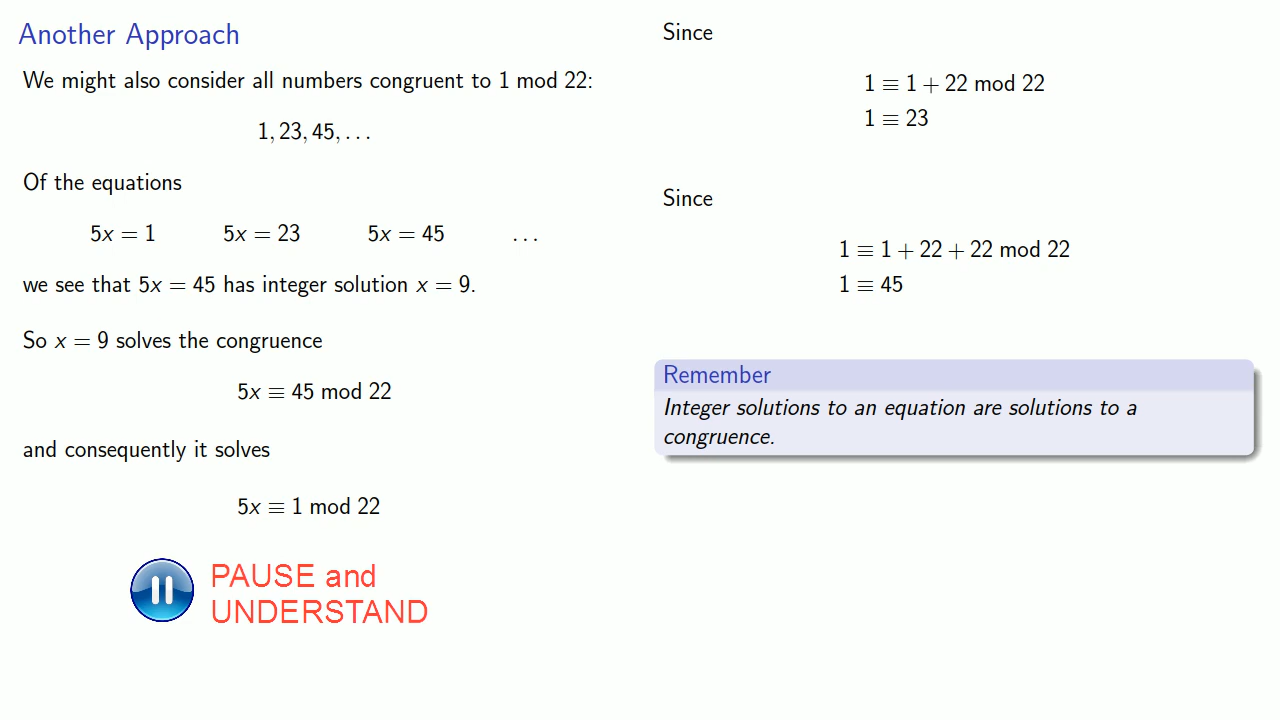 Another Approach
We might also consider all numbers congruent to 1 mod 22:
1, 23, 45, . . .
Of the equations
5x = 1 5x = 23 5x = 45 . . .
we see that 5x = 45 has integer solution x = 9.
So x = 9 solves the congruence
5x ≡ 45 mod 22
and consequently it solves
5x ≡ 1 mod 22
PAUSE and
UNDERSTAND
Since
1 ≡ 1 + 22 mod 22
1 ≡ 23
Since
1 ≡ 1 + 22 + 22 mod 22
1 ≡ 45
Remember
Integer solutions to an equation are solutions to a
congruence.